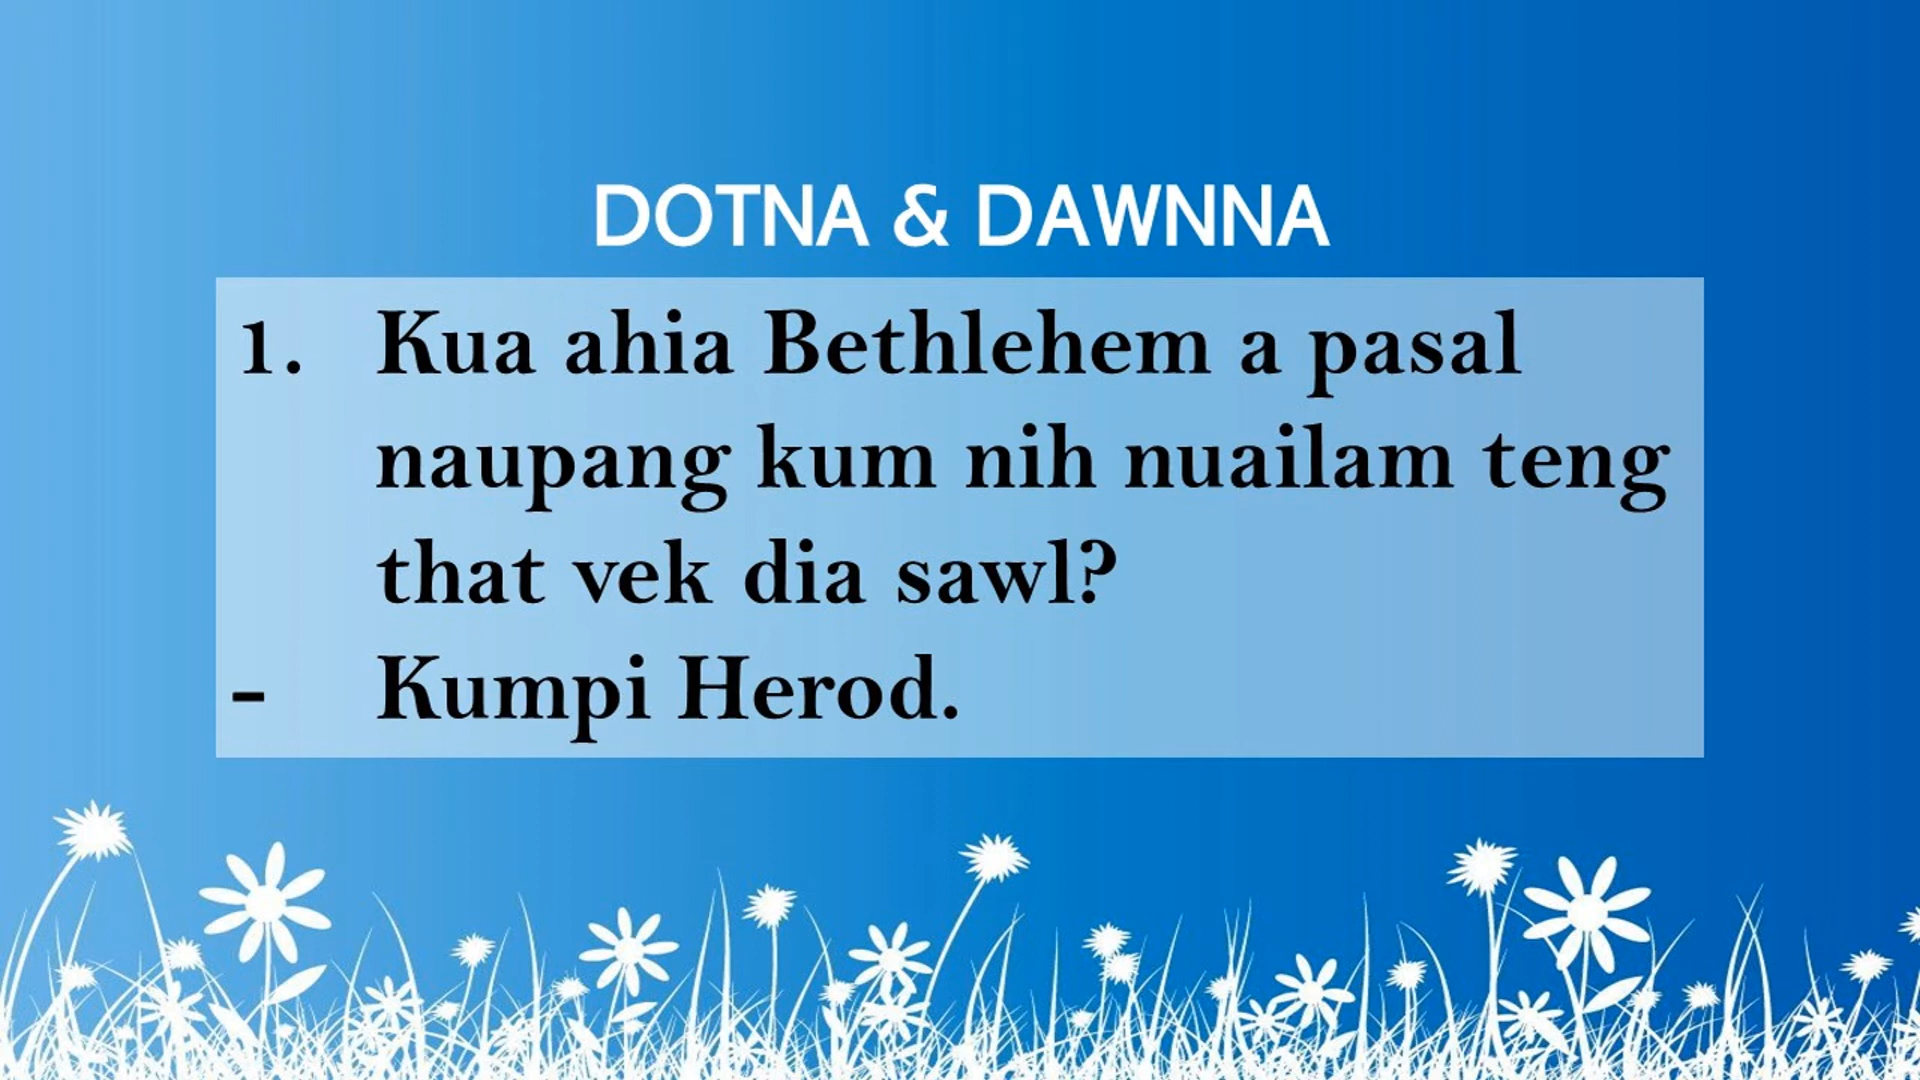 DOTNA & DAWNNA
1. Kua ahia Bethlehem a pasal
naupang kum nih nuailam teng
that vek dia sawl?
- Kumpi Herod.